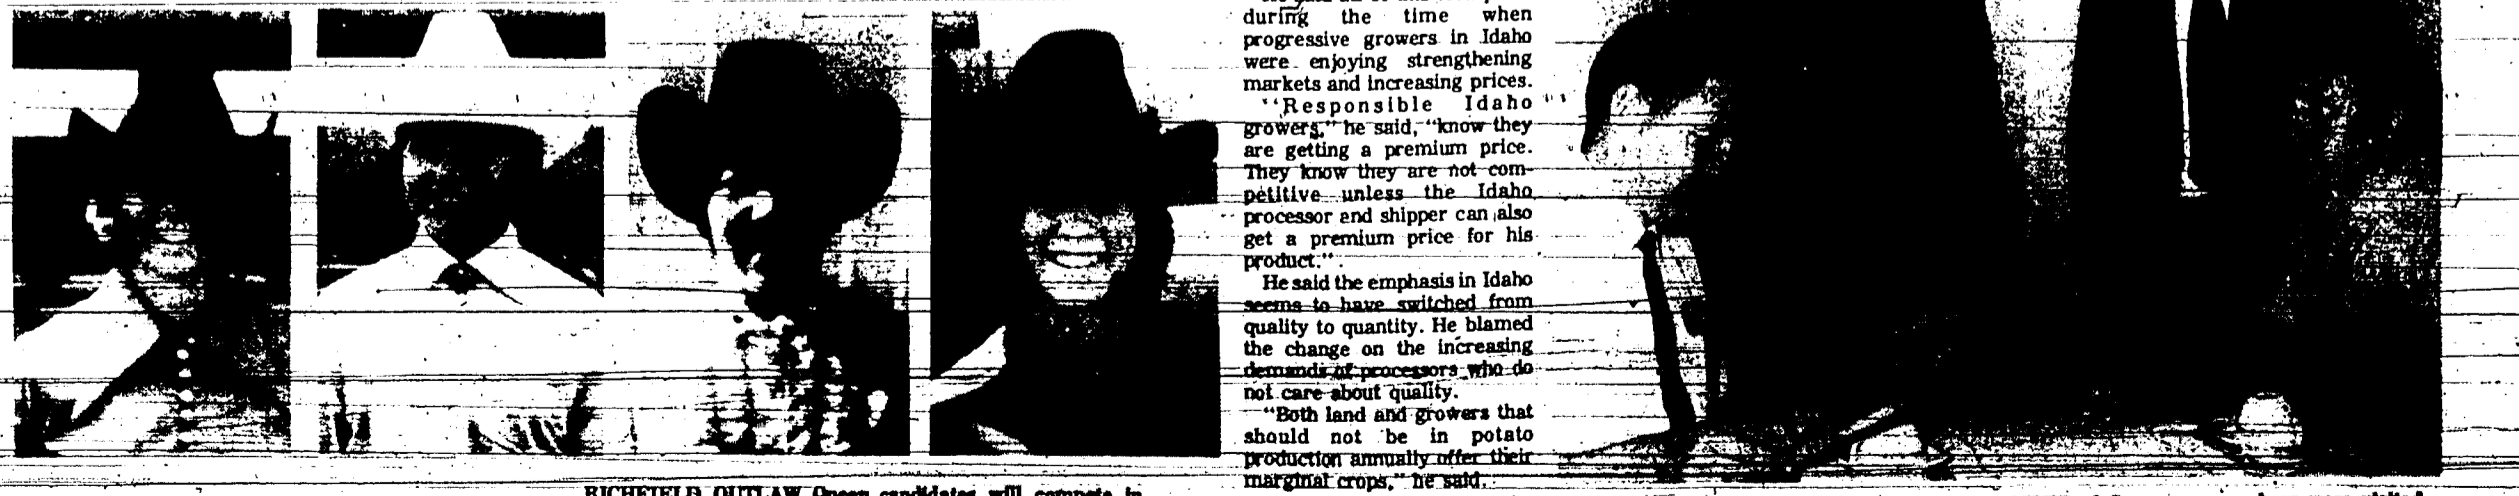 during the time when
progressive growers in Idaho
were enjoying strengthening
markets and increasing prices.
"Responsible Idaho
growers," he said, "know they
are getting a premium price.
They know they are not com-
petitive unless the Idaho
processor and shipper can also
get a premium price for his
product."
He said the emphasis in Idaho
seems to have switched from
quality to quantity. He blamed
the change on the increasing
demands of processors who do
not care about quality.
"Both land and growers that
should not be in potato
production annually offer their
marginal crops," he said.
RICHFIELD OUTLAW Queen candidates will compete in